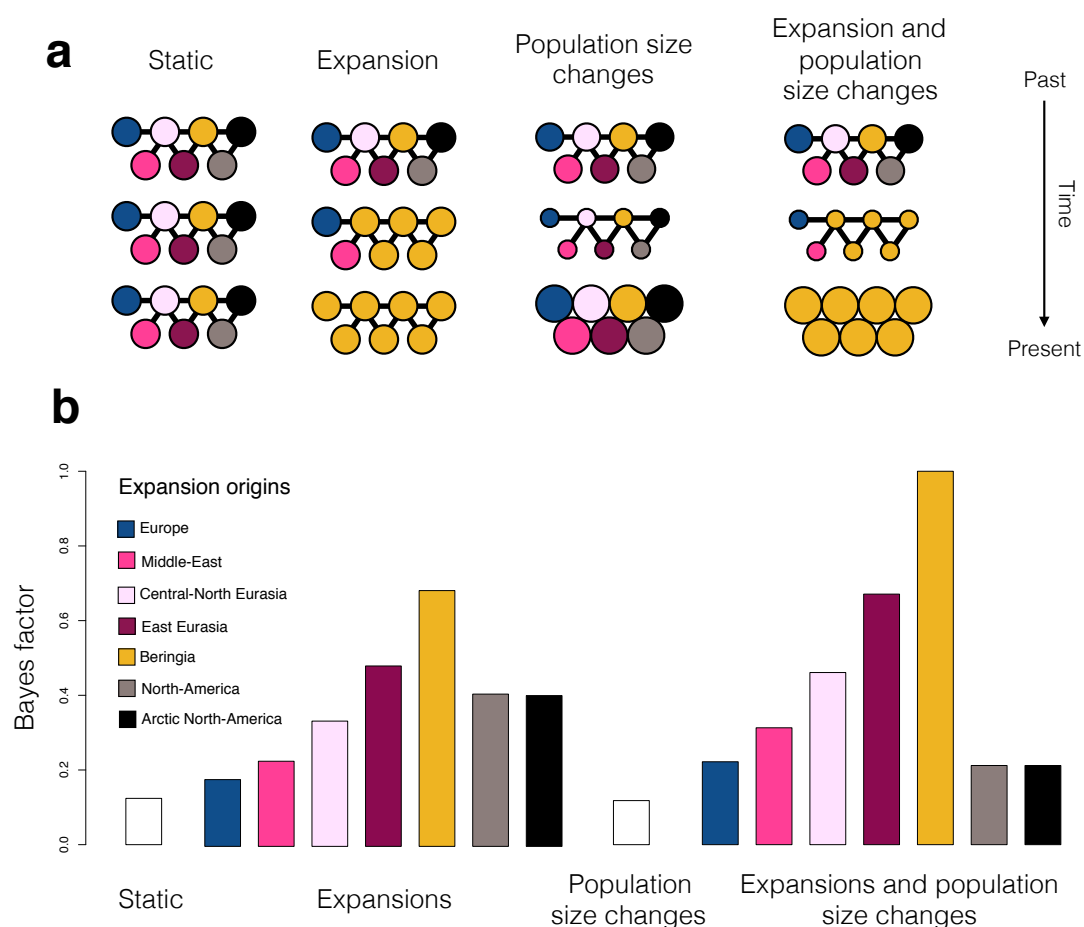 a
Static
Expansion
Population size
changes
Expansion and
population
size changes
Past
Time
Present
b
Bayes factor
1.0
0.8
0.6
0.4
0.2
0.0
Expansion origins
Europe
Middle-East
Central-North Eurasia
East Eurasia
Beringia
North-America
Arctic North-America
Static
Expansions
Population
size changes
Expansions and population
size changes